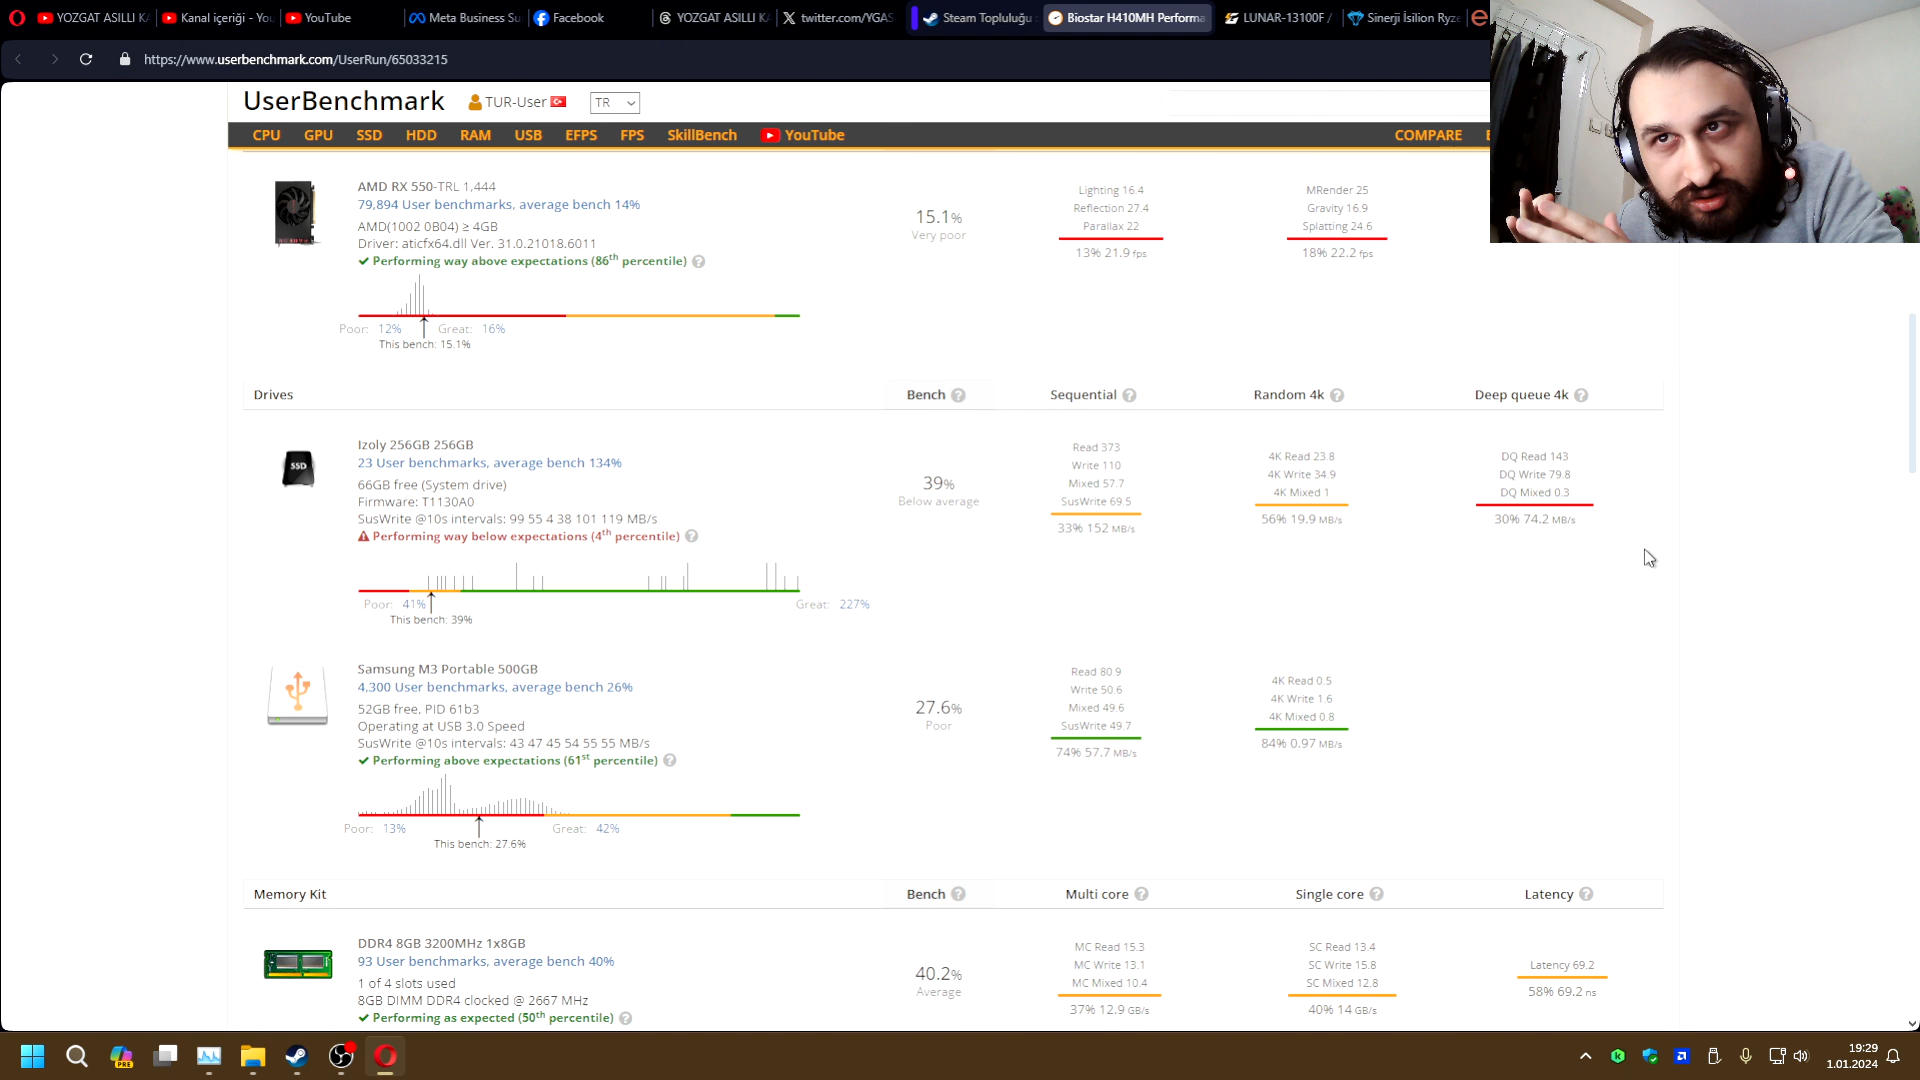 YOZGAT ASILLI KA
Kanal içeriği - You
YouTube
Meta Business Su
Facebook
YOZGAT ASILLI KA
twitter.com/YGAS
Steam Topluluğu
Biostar H410MH Performa
LUNAR-13100F /
Sinerji İsilion Ryze
https://www.userbenchmark.com/UserRun/65033215
UserBenchmark
TUR-User
TR
CPU
GPU
SSD
HDD
RAM
USB
EFPS
FPS
SkillBench
YouTube
COMPARE
AMD RX 550-TRL 1,444
79,894 User benchmarks, average bench 14%
AMD(1002 0B04) ≥ 4GB
Driver: aticfx64.dll Ver. 31.0.21018.6011
Performing way above expectations (86th percentile)
Poor: 12%
Great: 16%
This bench: 15.1%
15.1%
Very poor
Lighting 16.4
Reflection 27.4
Parallax 22
13% 21.9 fps
MRender 25
Gravity 16.9
Splatting 24.6
18% 22.2 fps
Drives
Bench
Sequential
Random 4k
Deep queue 4k
Izoly 256GB 256GB
23 User benchmarks, average bench 134%
66GB free (System drive)
Firmware: T1130A0
SusWrite @10s intervals: 99 55 4 38 101 119 MB/s
Performing way below expectations (4th percentile)
Poor: 41%
Great: 227%
This bench: 39%
SSD
39%
Below average
Read 373
Write 110
Mixed 57.7
SusWrite 69.5
33% 152 MB/s
4K Read 23.8
4K Write 34.9
4K Mixed 1
56% 19.9 MB/s
DQ Read 143
DQ Write 79.8
DQ Mixed 0.3
30% 74.2 MB/s
Samsung M3 Portable 500GB
4,300 User benchmarks, average bench 26%
52GB free, PID 61b3
Operating at USB 3.0 Speed
SusWrite @10s intervals: 43 47 45 54 55 55 MB/s
Performing above expectations (61st percentile)
Poor: 13%
Great: 42%
This bench: 27.6%
27.6%
Poor
Read 80.9
Write 50.6
Mixed 49.6
SusWrite 49.7
74% 57.7 MB/s
4K Read 0.5
4K Write 1.6
4K Mixed 0.8
84% 0.97 MB/s
Memory Kit
Bench
Multi core
Single core
Latency
DDR4 8GB 3200MHz 1x8GB
93 User benchmarks, average bench 40%
1 of 4 slots used
8GB DIMM DDR4 clocked @ 2667 MHz
Performing as expected (50th percentile)
40.2%
Average
MC Read 15.3
MC Write 13.1
MC Mixed 10.4
37% 12.9 GB/s
SC Read 13.4
SC Write 15.8
SC Mixed 12.8
40% 14 GB/s
Latency 69.2
58% 69.2 ns
PRE
19:29
1.01.2024